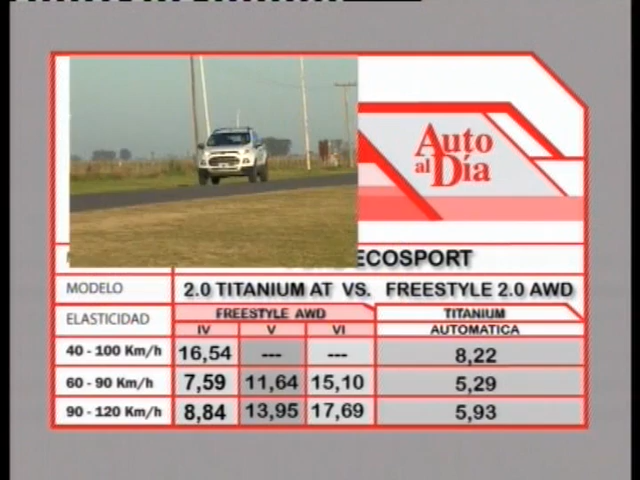 Auto
al Día
ECOSPORT
MODELO 2.0 TITANIUM AT VS. FREESTYLE 2.0 AWD
ELASTICIDAD FREESTYLE AWD TITANIUM
IV V VI AUTOMATICA
40 - 100 Km/h 16,54 --- --- 8,22
60 - 90 Km/h 7,59 11,64 15,10 5,29
90 - 120 Km/h 8,84 13,95 17,69 5,93